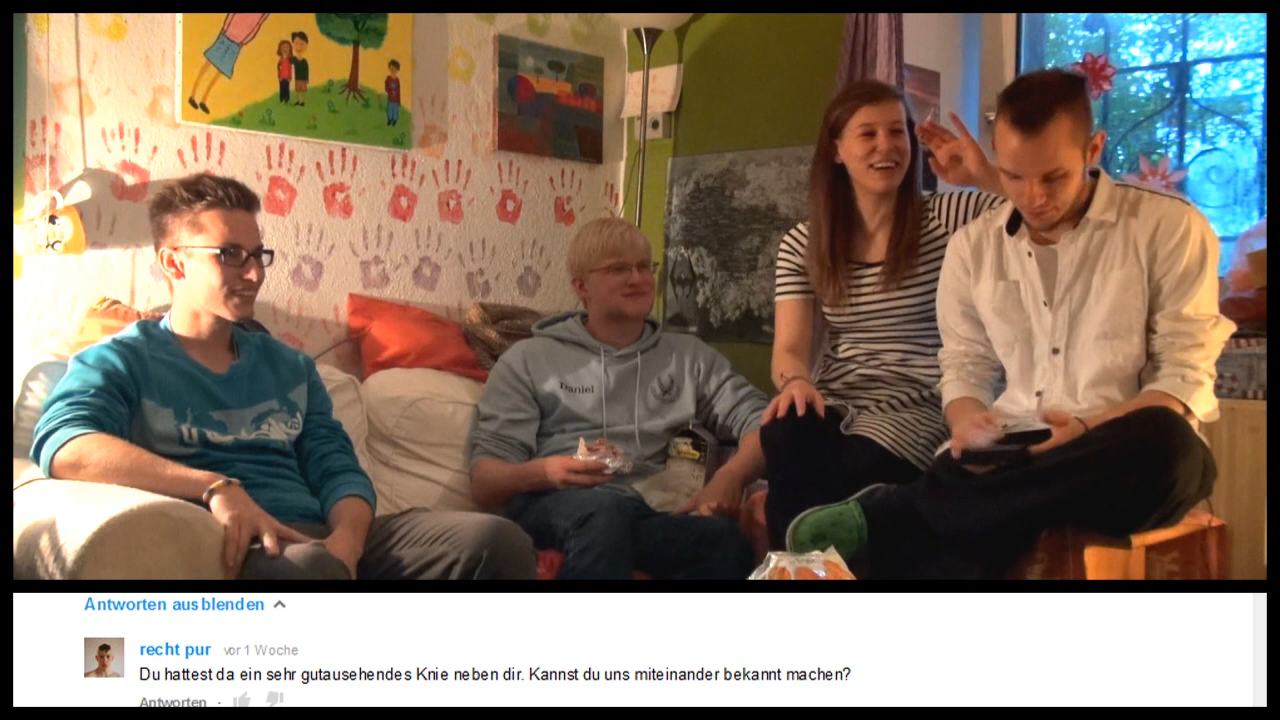 Daniel
Antworten ausblenden
recht pur vor 1 Woche
Du hattest da ein sehr gutausehendes Knie neben dir. Kannst du uns miteinander bekannt machen?
Antworten ·